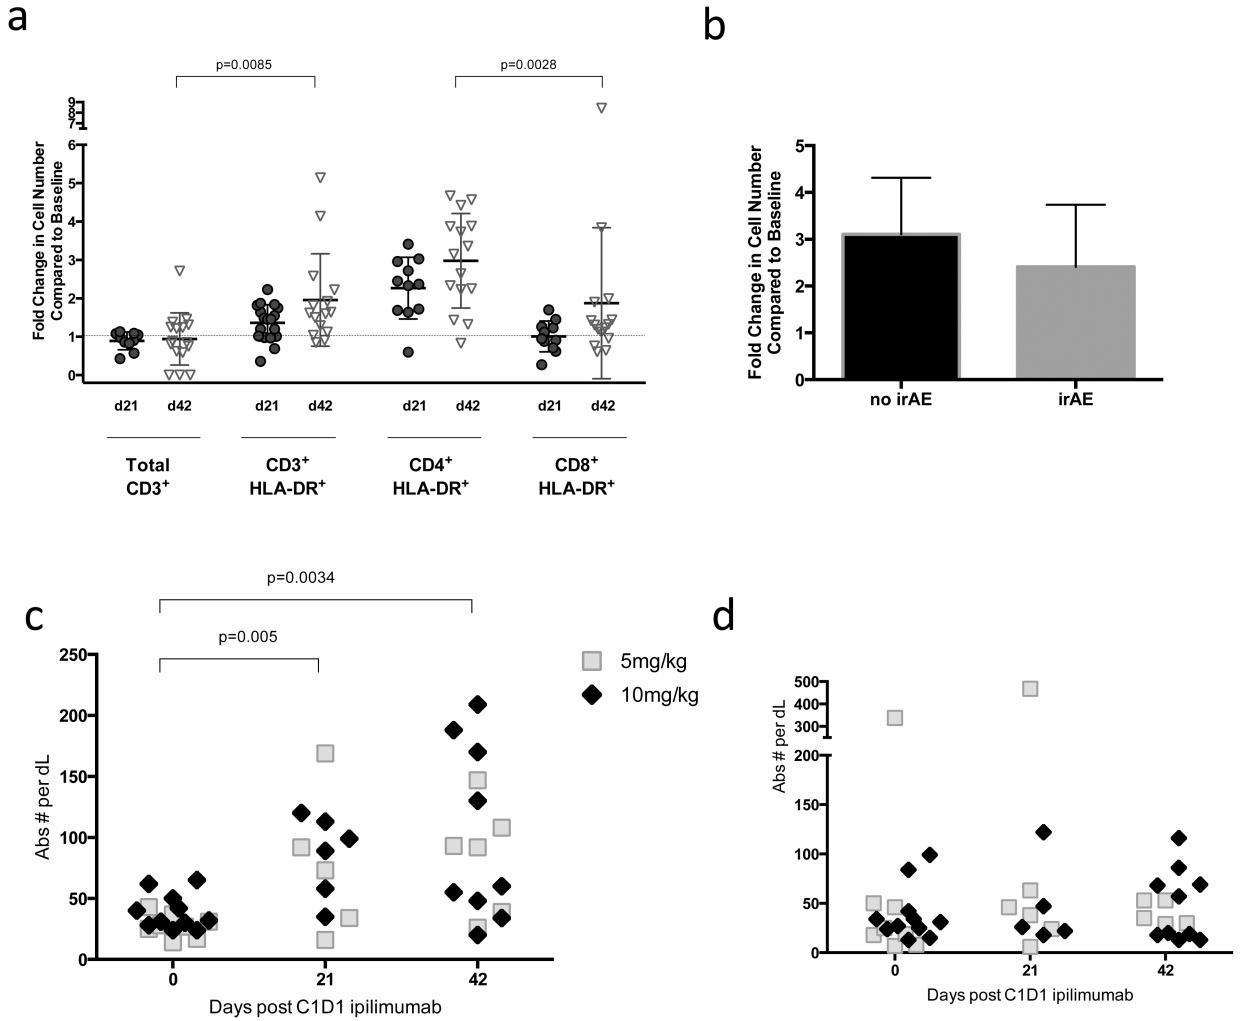 a
p=0.0085
p=0.0028
Fold Change in Cell Number
Compared to Baseline
9
8
7
6
5
4
3
2
1
0
d21 d42 d21 d42 d21 d42 d21 d42
Total CD3+ CD4+ CD8+
CD3+ HLA-DR+ HLA-DR+ HLA-DR+
b
Fold Change in Cell Number
Compared to Baseline
5
4
3
2
1
0
no irAE irAE
c
p=0.0034
p=0.005
Abs # per dL
250
200
150
100
50
0
0 21 42
Days post C1D1 ipilimumab
5mg/kg
10mg/kg
d
Abs # per dL
500
400
300
200
150
100
50
0
0 21 42
Days post C1D1 ipilimumab